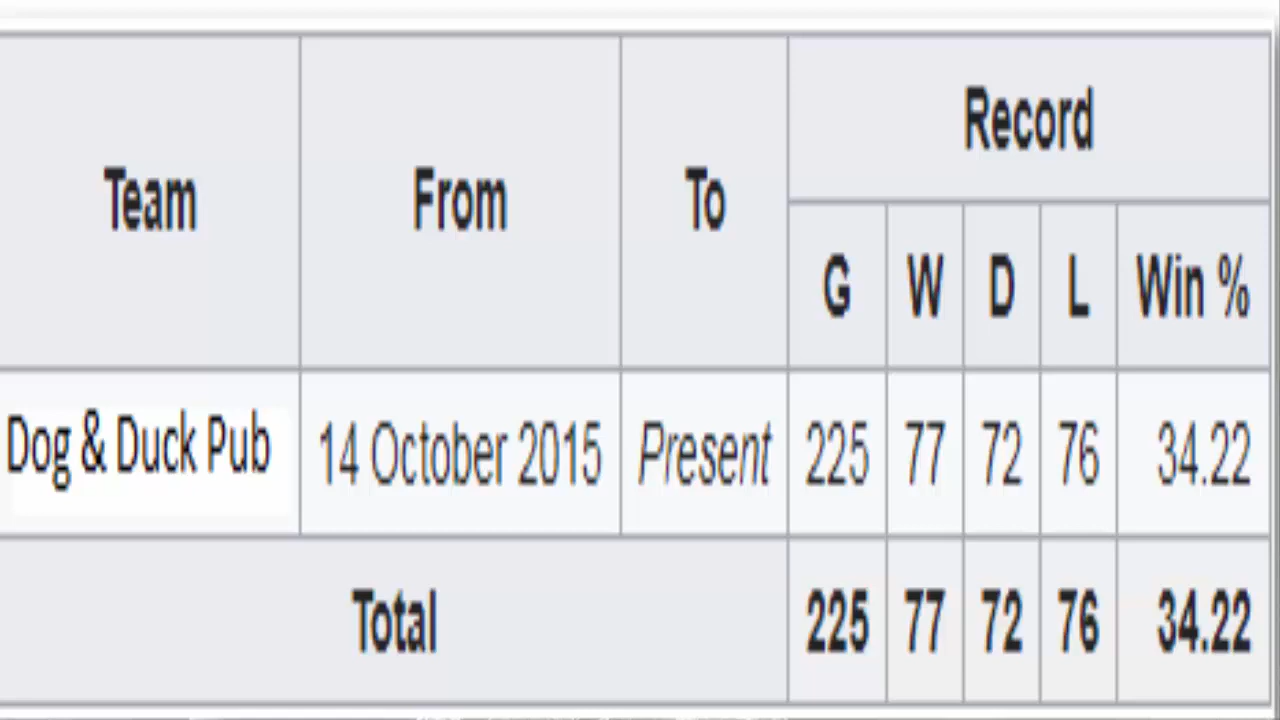 Record
Team From To
G W D L Win %
Dog & Duck Pub 14 October 2015 Present 225 77 72 76 34.22
Total 225 77 72 76 34.22